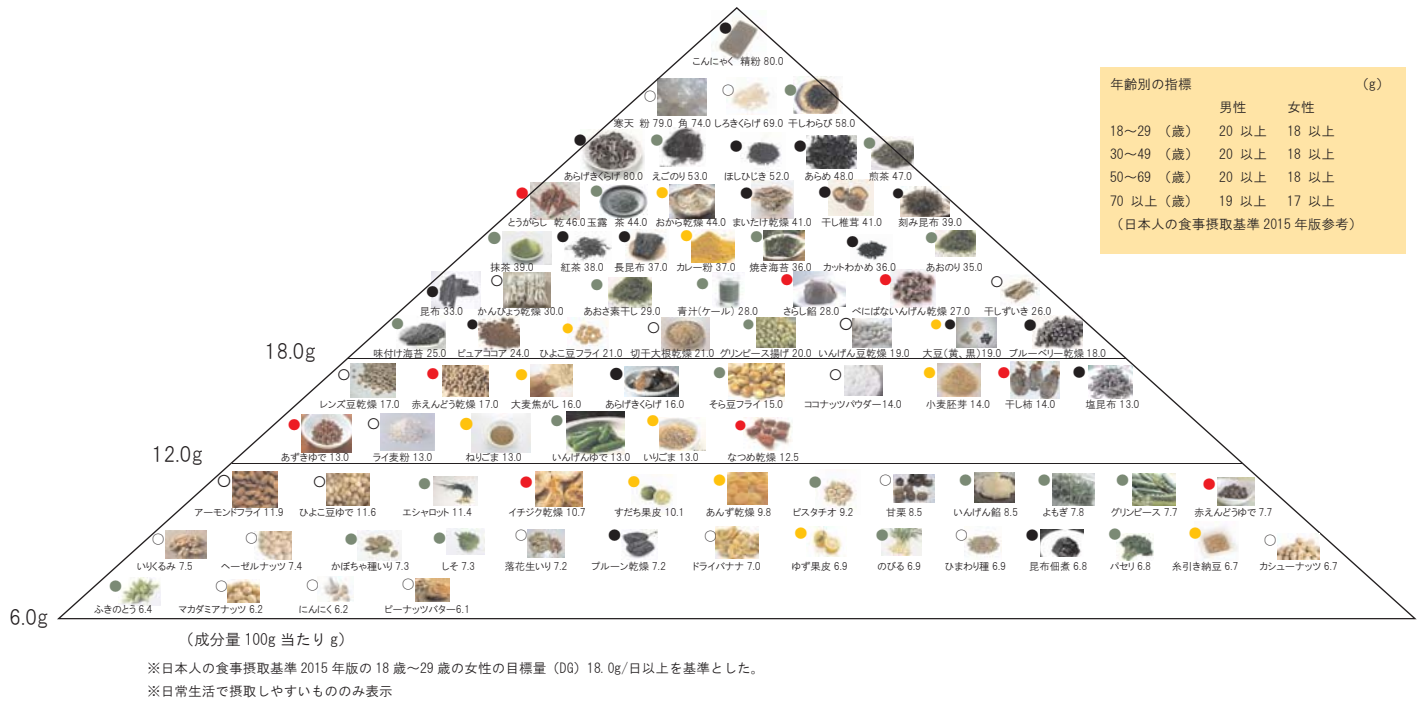 こんにゃく 精粉 80.0
寒天 粉 79.0 角 74.0 しろきくらげ 69.0 干しわらび 58.0
あらげきくらげ 80.0 えごのり 53.0 ほしひじき 52.0 あらめ 48.0 煎茶 47.0
とうがらし 乾 46.0 玉露 茶 44.0 おから乾燥 44.0 まいたけ乾燥 41.0 干し椎茸 41.0 刻み昆布 39.0
抹茶 39.0 紅茶 38.0 長昆布 37.0 カレー粉 37.0 焼き海苔 36.0 カットわかめ 36.0 あおのり 35.0
昆布 33.0 かんぴょう乾燥 30.0 あおさ素干し 29.0 青汁(ケール) 28.0 さらし餡 28.0 べにばないんげん乾燥 27.0 干しずいき 26.0
味付け海苔 25.0 ピュアココア 24.0 ひよこ豆フライ 21.0 切干大根乾燥 21.0 グリンピース揚げ 20.0 いんげん豆乾燥 19.0 大豆(黄、黒)19.0 ブルーベリー乾燥 18.0
18.0g
レンズ豆乾燥 17.0 赤えんどう乾燥 17.0 大麦焦がし 16.0 あらげきくらげ 16.0 そら豆フライ 15.0 ココナッツパウダー14.0 小麦胚芽 14.0 干し柿 14.0 塩昆布 13.0
あずきゆで 13.0 ライ麦粉 13.0 ねりごま 13.0 いんげんゆで 13.0 いりごま 13.0 なつめ乾燥 12.5
12.0g
アーモンドフライ 11.9 ひよこ豆ゆで 11.6 エシャロット 11.4 イチジク乾燥 10.7 すだち果皮 10.1 あんず乾燥 9.8 ピスタチオ 9.2 甘栗 8.5 いんげん餡 8.5 よもぎ 7.8 グリンピース 7.7 赤えんどうゆで 7.7
いりくるみ 7.5 ヘーゼルナッツ 7.4 かぼちゃ種いり 7.3 しそ 7.3 落花生いり 7.2 プルーン乾燥 7.2 ドライバナナ 7.0 ゆず果皮 6.9 のびる 6.9 ひまわり種 6.9 昆布佃煮 6.8 パセリ 6.8 糸引き納豆 6.7 カシューナッツ 6.7
ふきのとう 6.4 マカダミアナッツ 6.2 にんにく 6.2 ピーナッツバター6.1
6.0g
(成分量 100g 当たり g)
※日本人の食事摂取基準 2015 年版の 18 歳～29 歳の女性の目標量（DG）18.0g/日以上を基準とした。
※日常生活で摂取しやすいもののみ表示
年齢別の指標 (g)
男性 女性
18～29 （歳） 20 以上 18 以上
30～49 （歳） 20 以上 18 以上
50～69 （歳） 20 以上 18 以上
70 以上（歳） 19 以上 17 以上
（日本人の食事摂取基準 2015 年版参考）